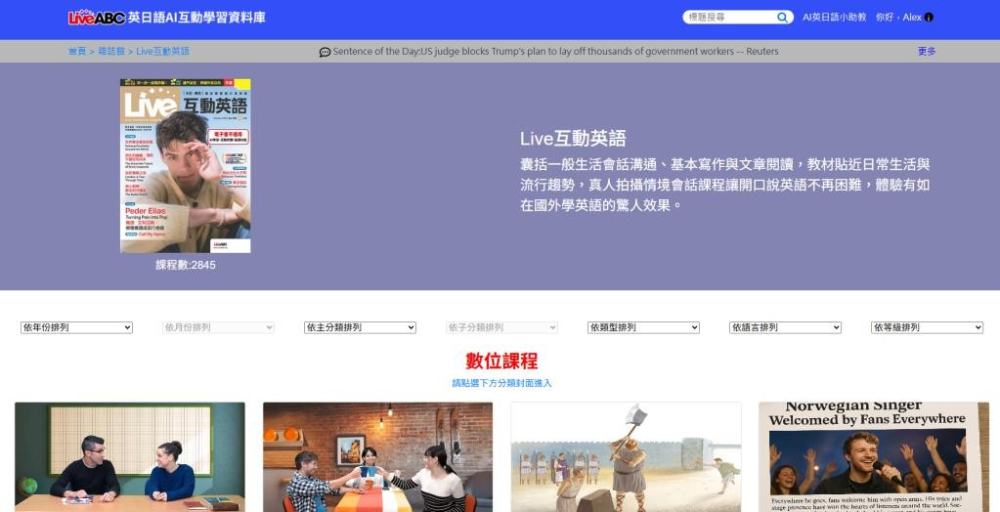 LiveABC 英日語AI互動學習資料庫
標題搜尋
AI英日語小助教
你好，Alex
首頁 > 雜誌館 > Live互動英語
Sentence of the Day:US judge blocks Trump's plan to lay off thousands of government workers -- Reuters
更多
Live 互動英語
電子書不適用
Peder Elias
Turning Pain into Pop
Call My Name
LiveABC
課程數:2845
Live互動英語
囊括一般生活會話溝通、基本寫作與文章閱讀，教材貼近日常生活與
流行趨勢，真人拍攝情境會話課程讓開口說英語不再困難，體驗有如
在國外學英語的驚人效果。
依年份排列
依月份排列
依主分類排列
依子分類排列
依類型排列
依語言排列
依等級排列
數位課程
請點選下方分類封面進入
Norwegian Singer
Welcomed by Fans Everywhere
Everywhere he goes, fans welcome him with open arms. His voice and
stage presence have won the hearts of listeners around the world.